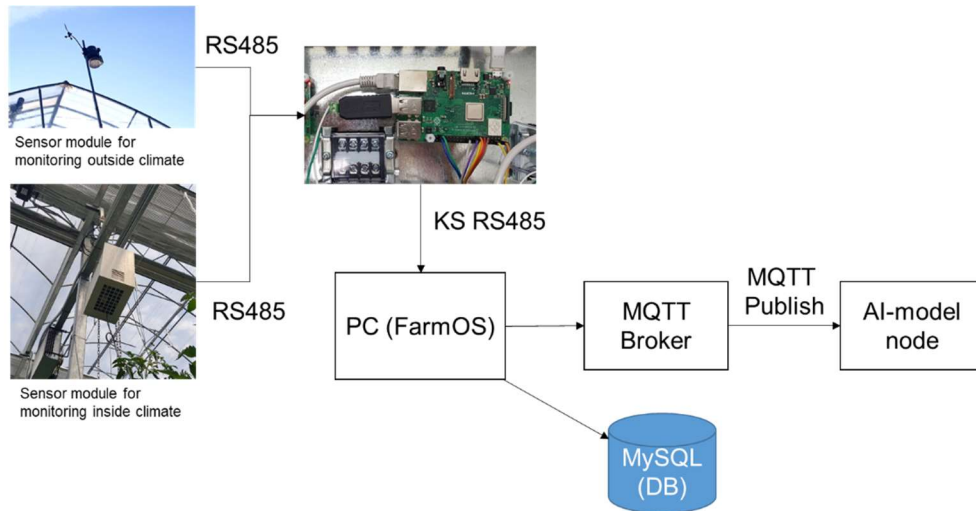 RS485
Sensor module for
monitoring outside climate
RS485
Sensor module for
monitoring inside climate
KS RS485
PC (FarmOS)
MQTT
Broker
MQTT
Publish
AI-model
node
MySQL
(DB)